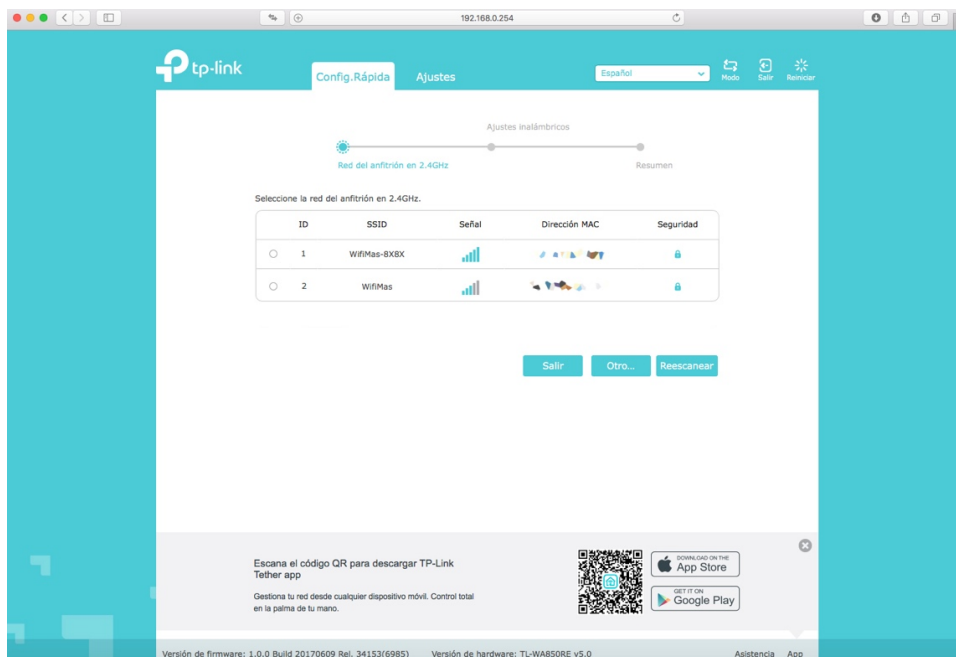 192.168.0.254
tp-link
Config.Rápida
Ajustes
Español
Modo
Salir
Reiniciar
Ajustes inalámbricos
Red del anfitrión en 2.4GHz
Resumen
Seleccione la red del anfitrión en 2.4GHz.
ID SSID Señal Dirección MAC Seguridad
1 WifiMas-8X8X
2 WifiMas
Salir
Otro...
Reescanear
Escana el código QR para descargar TP-Link
Tether app
Gestiona tu red desde cualquier dispositivo móvil. Control total
en la palma de tu mano.
DOWNLOAD ON THE
App Store
GET IT ON
Google Play
Versión de firmware: 1.0.0 Build 20170609 Rel. 34153(6985) Versión de hardware: TL-WA850RE v5.0 Asistencia App